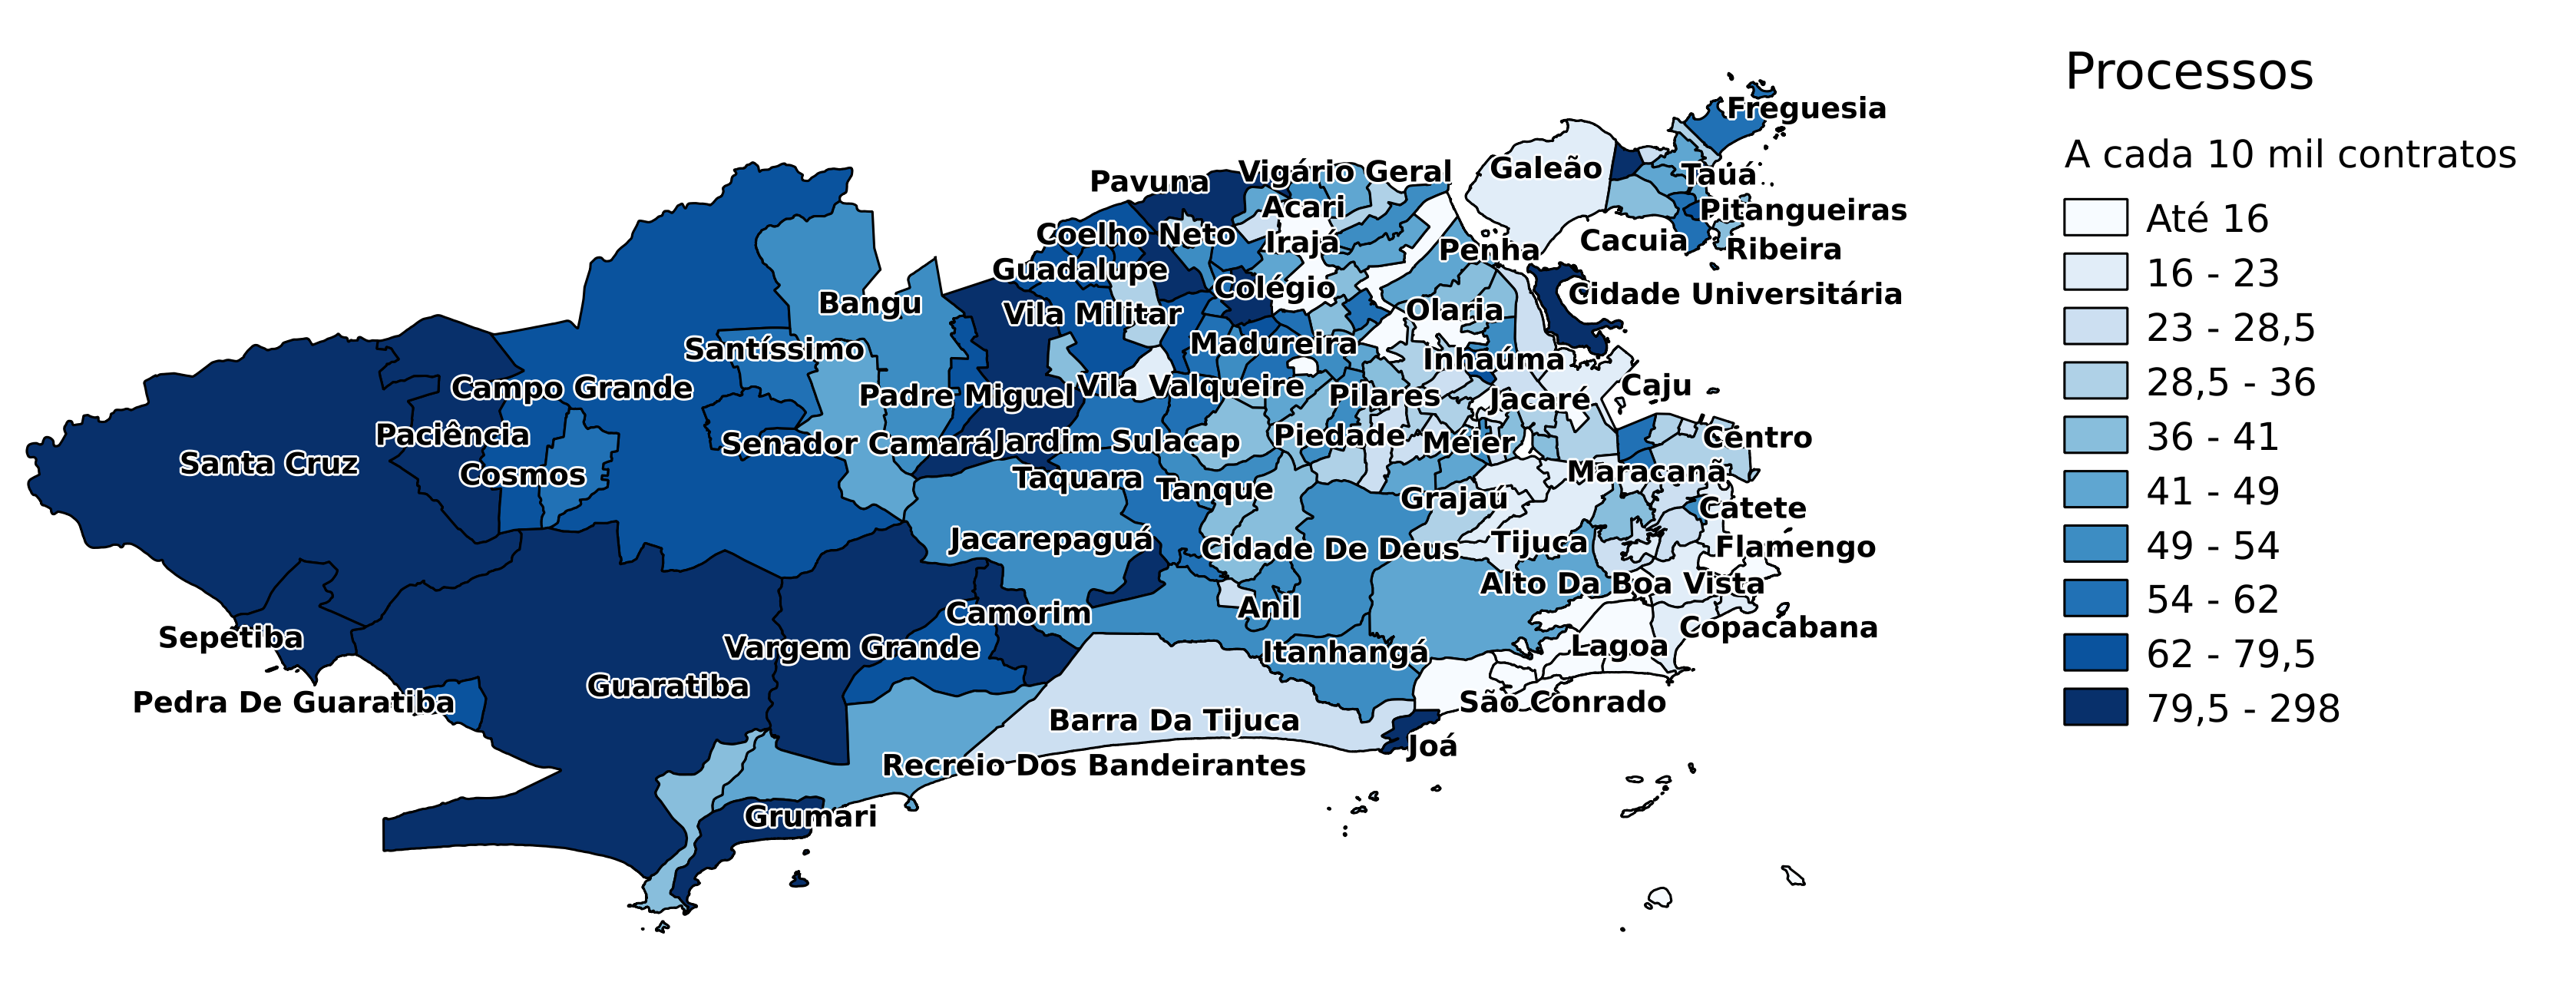 Processos
A cada 10 mil contratos
Até 16
16 - 23
23 - 28,5
28,5 - 36
36 - 41
41 - 49
49 - 54
54 - 62
62 - 79,5
79,5 - 298
Freguesia
Vigário Geral
Galeão
Tauá
Pavuna
Acari
Pitangueiras
Coelho Neto
Irajá
Penha
Cacuia
Ribeira
Guadalupe
Colégio
Cidade Universitária
Bangu
Vila Militar
Olaria
Santíssimo
Madureira
Inhaúma
Campo Grande
Padre Miguel
Vila Valqueire
Pilares
Jacaré
Caju
Paciência
Senador Camará
Jardim Sulacap
Piedade
Méier
Centro
Santa Cruz
Cosmos
Taquara
Tanque
Maracanã
Grajaú
Catete
Jacarepaguá
Cidade De Deus
Tijuca
Flamengo
Alto Da Boa Vista
Camorim
Anil
Copacabana
Sepetiba
Vargem Grande
Itanhangá
Lagoa
Guaratiba
Pedra De Guaratiba
São Conrado
Barra Da Tijuca
Joá
Recreio Dos Bandeirantes
Grumari